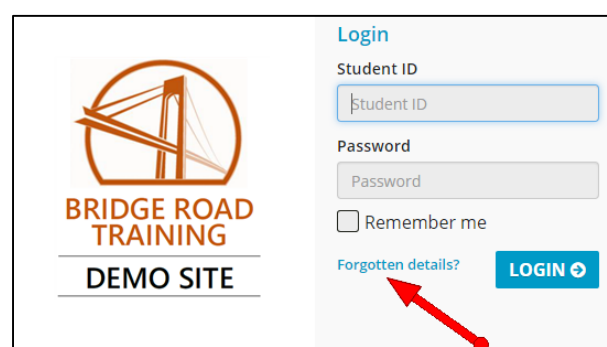 BRIDGE ROAD
TRAINING
DEMO SITE
Login
Student ID
Student ID
Password
Password
Remember me
Forgotten details?
LOGIN